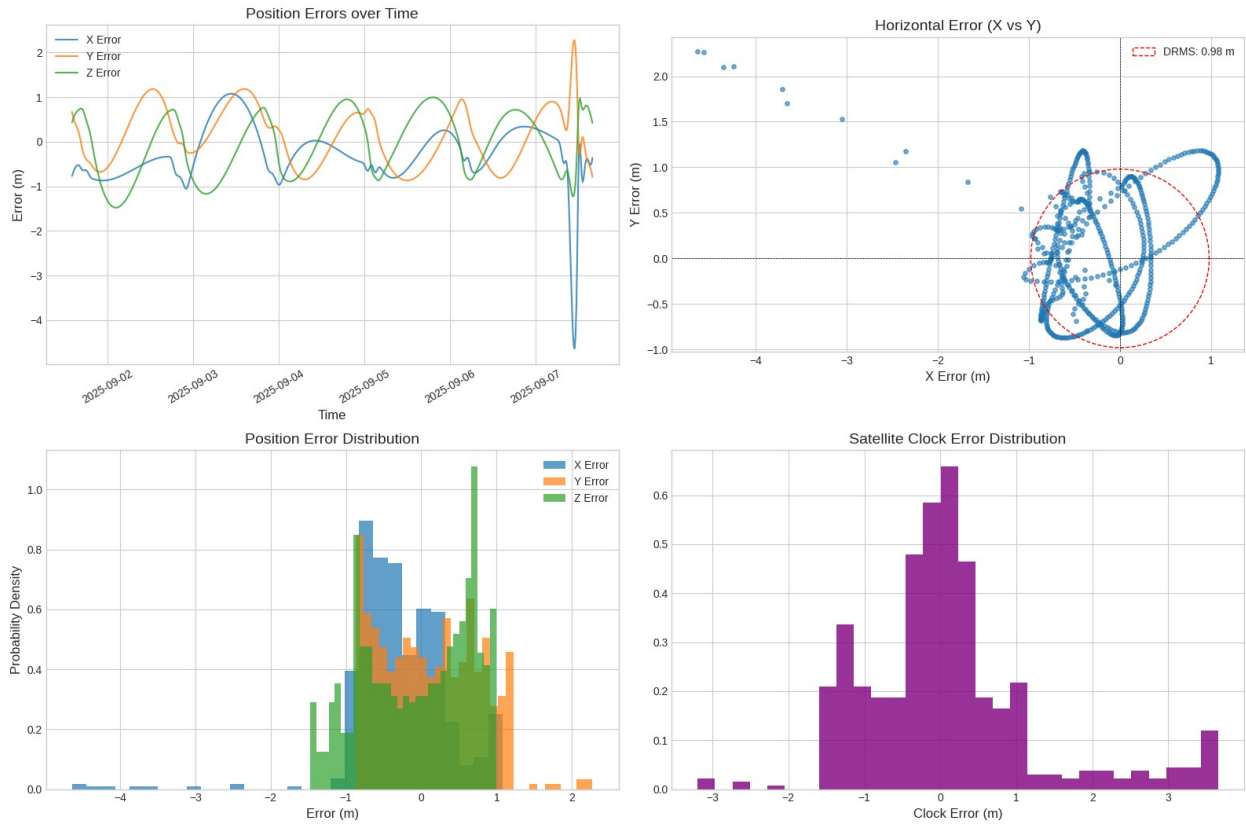 Position Errors over Time
X Error
Y Error
Z Error
2
1
0
−1
−2
−3
−4
Error (m)
2025-09-02
2025-09-03
2025-09-04
2025-09-05
2025-09-06
2025-09-07
Time
Horizontal Error (X vs Y)
DRMS: 0.98 m
2.0
1.5
1.0
0.5
0.0
−0.5
−1.0
Y Error (m)
−4
−3
−2
−1
0
1
X Error (m)
Position Error Distribution
X Error
Y Error
Z Error
1.0
0.8
0.6
0.4
0.2
0.0
Probability Density
−4
−3
−2
−1
0
1
2
Error (m)
Satellite Clock Error Distribution
0.6
0.5
0.4
0.3
0.2
0.1
0.0
−3
−2
−1
0
1
2
3
Clock Error (m)